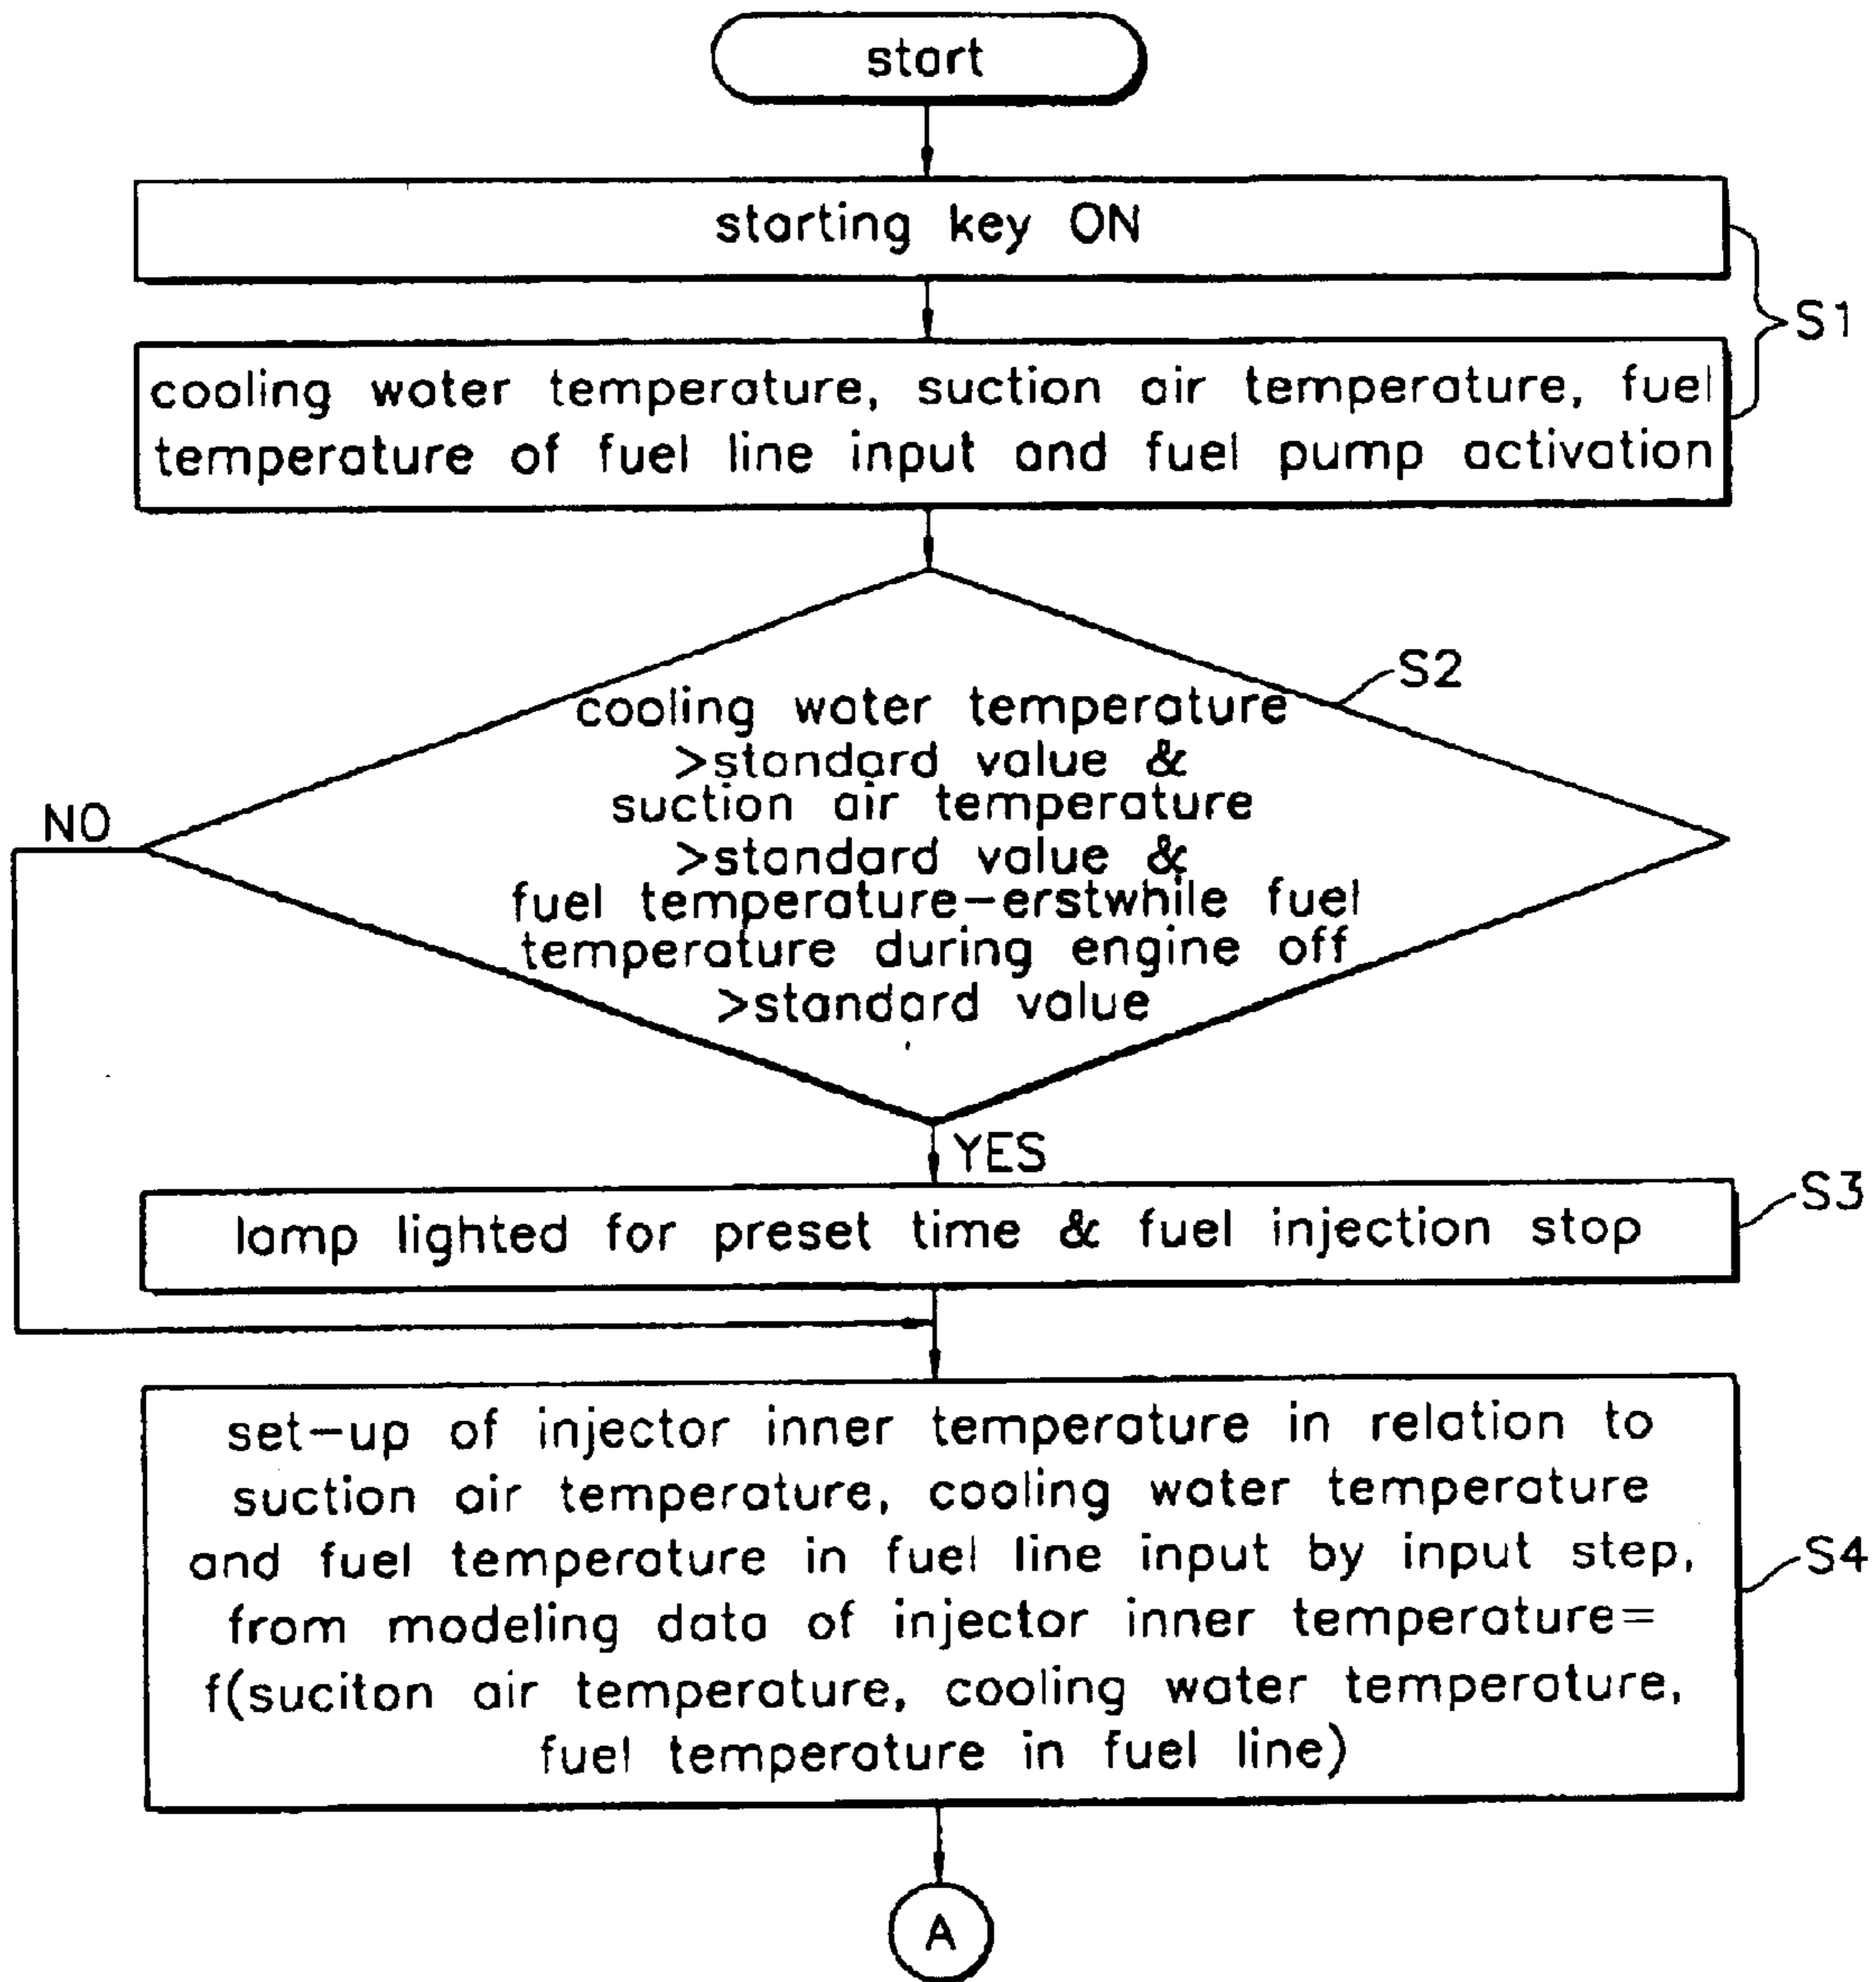 start
starting key ON
S1
cooling water temperature, suction air temperature, fuel
temperature of fuel line input and fuel pump activation
S2
cooling water temperature
>standard value &
suction air temperature
>standard value &
fuel temperature-erstwhile fuel
temperature during engine off
>standard value
NO
YES
S3
lamp lighted for preset time & fuel injection stop
set-up of injector inner temperature in relation to
suction air temperature, cooling water temperature
and fuel temperature in fuel line input by input step,
from modeling data of injector inner temperature=
f(suciton air temperature, cooling water temperature,
fuel temperature in fuel line)
S4
A